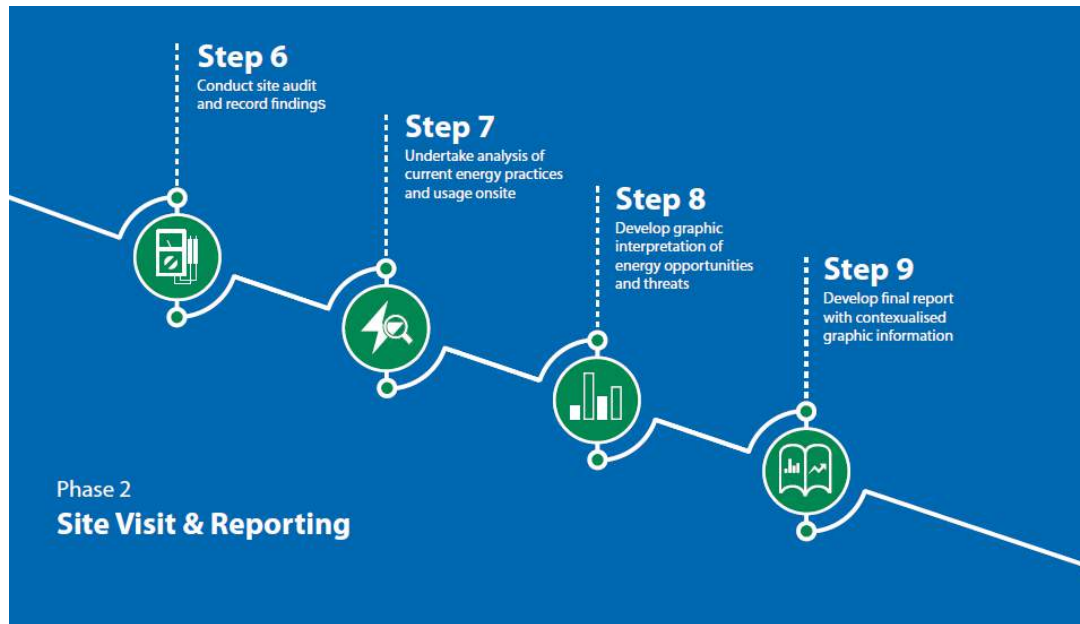 Step 6
Conduct site audit
and record findings
Step 7
Undertake analysis of
current energy practices
and usage onsite
Step 8
Develop graphic
interpretation of
energy opportunities
and threats
Step 9
Develop final report
with contexualised
graphic information
Phase 2
Site Visit & Reporting